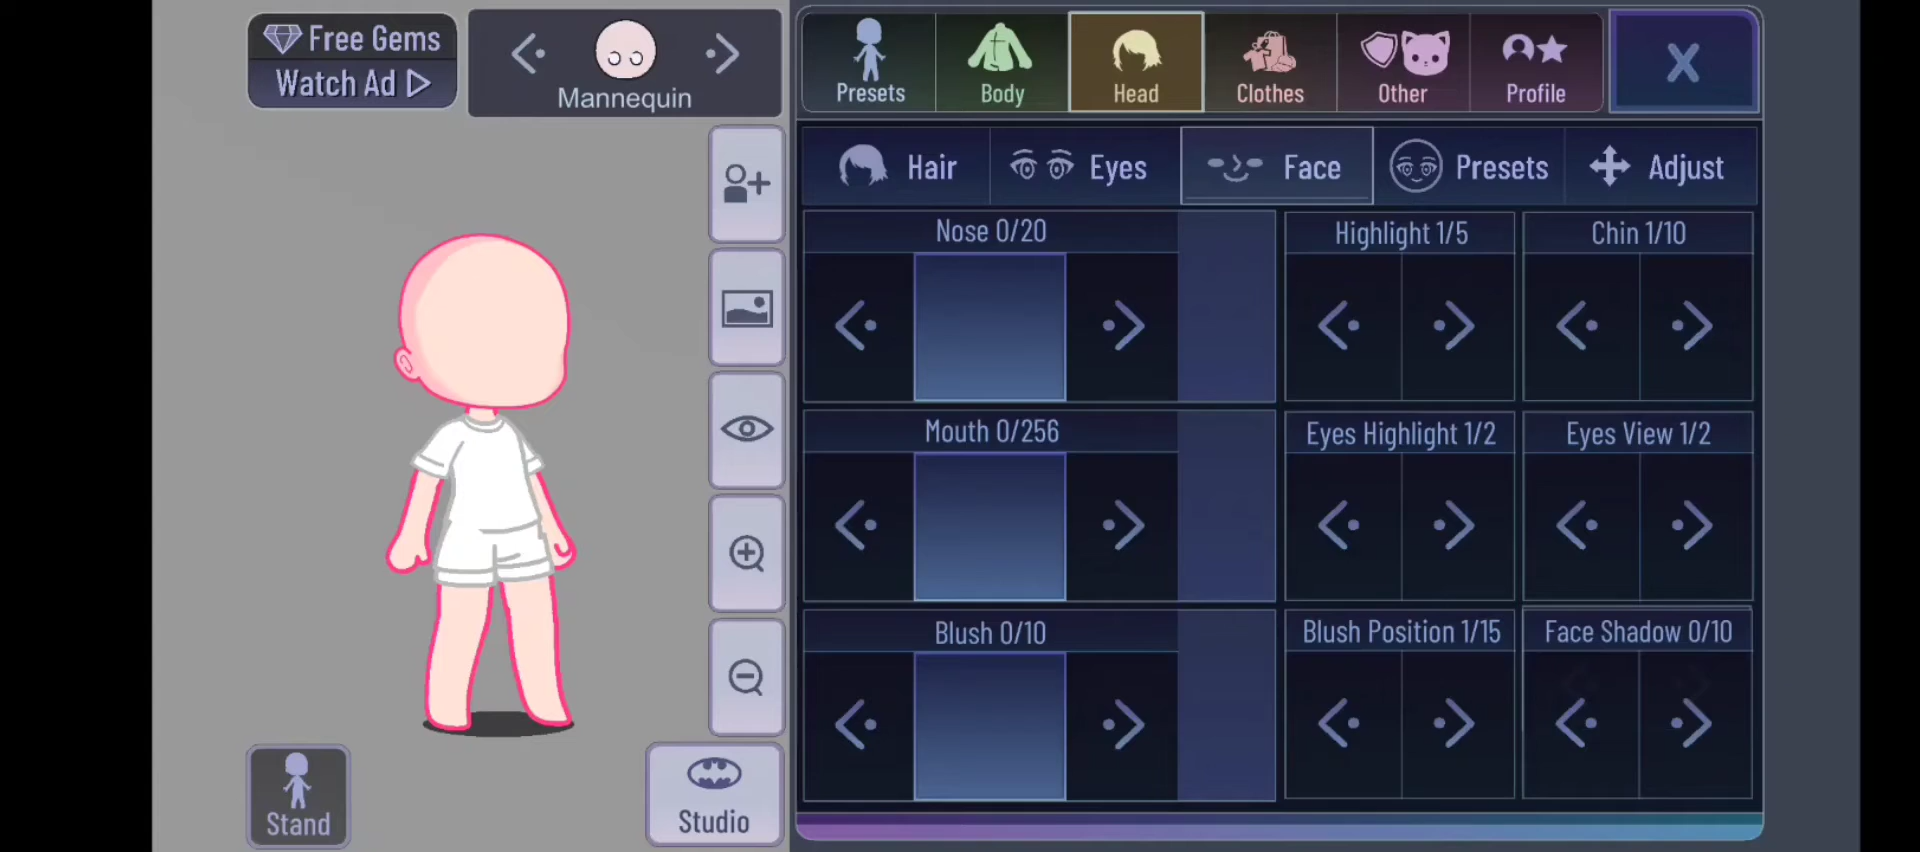 Free Gems
Watch Ad
Mannequin
Presets
Body
Head
Clothes
Other
Profile
X
Hair
Eyes
Face
Presets
Adjust
Nose 0/20
Highlight 1/5
Chin 1/10
Mouth 0/256
Eyes Highlight 1/2
Eyes View 1/2
Blush 0/10
Blush Position 1/15
Face Shadow 0/10
Stand
Studio